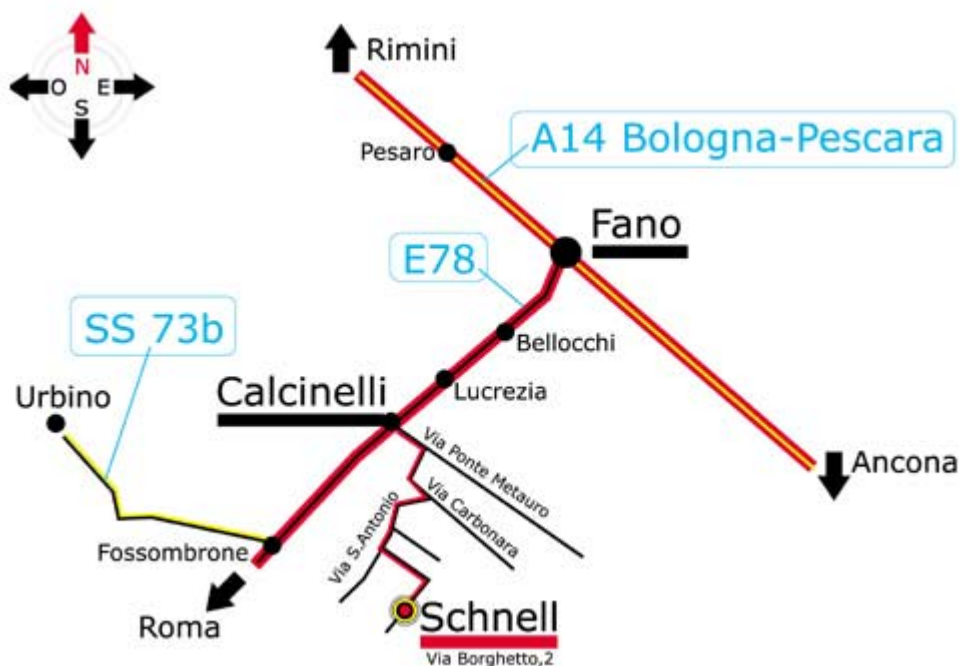 N
O
E
S
Rimini
Pesaro
A14 Bologna-Pescara
Fano
E78
SS 73b
Bellocchi
Urbino
Calcinelli
Lucrezia
Via Ponte Metauro
Ancona
Via Carbonara
Via S.Antonio
Fossombrone
Roma
Schnell
Via Borghetto,2